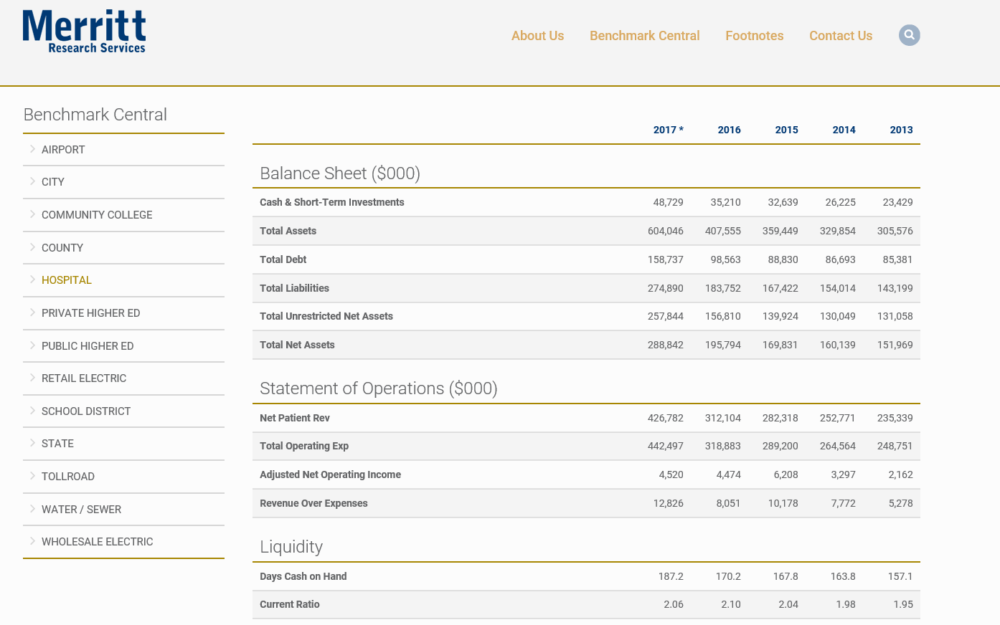 Merritt
Research Services
About Us Benchmark Central Footnotes Contact Us
Benchmark Central
AIRPORT
CITY
COMMUNITY COLLEGE
COUNTY
HOSPITAL
PRIVATE HIGHER ED
PUBLIC HIGHER ED
RETAIL ELECTRIC
SCHOOL DISTRICT
STATE
TOLLROAD
WATER / SEWER
WHOLESALE ELECTRIC
2017 * 2016 2015 2014 2013
Balance Sheet ($000)
Cash & Short-Term Investments 48,729 35,210 32,639 26,225 23,429
Total Assets 604,046 407,555 359,449 329,854 305,576
Total Debt 158,737 98,563 88,830 86,693 85,381
Total Liabilities 274,890 183,752 167,422 154,014 143,199
Total Unrestricted Net Assets 257,844 156,810 139,924 130,049 131,058
Total Net Assets 288,842 195,794 169,831 160,139 151,969
Statement of Operations ($000)
Net Patient Rev 426,782 312,104 282,318 252,771 235,339
Total Operating Exp 442,497 318,883 289,200 264,564 248,751
Adjusted Net Operating Income 4,520 4,474 6,208 3,297 2,162
Revenue Over Expenses 12,826 8,051 10,178 7,772 5,278
Liquidity
Days Cash on Hand 187.2 170.2 167.8 163.8 157.1
Current Ratio 2.06 2.10 2.04 1.98 1.95